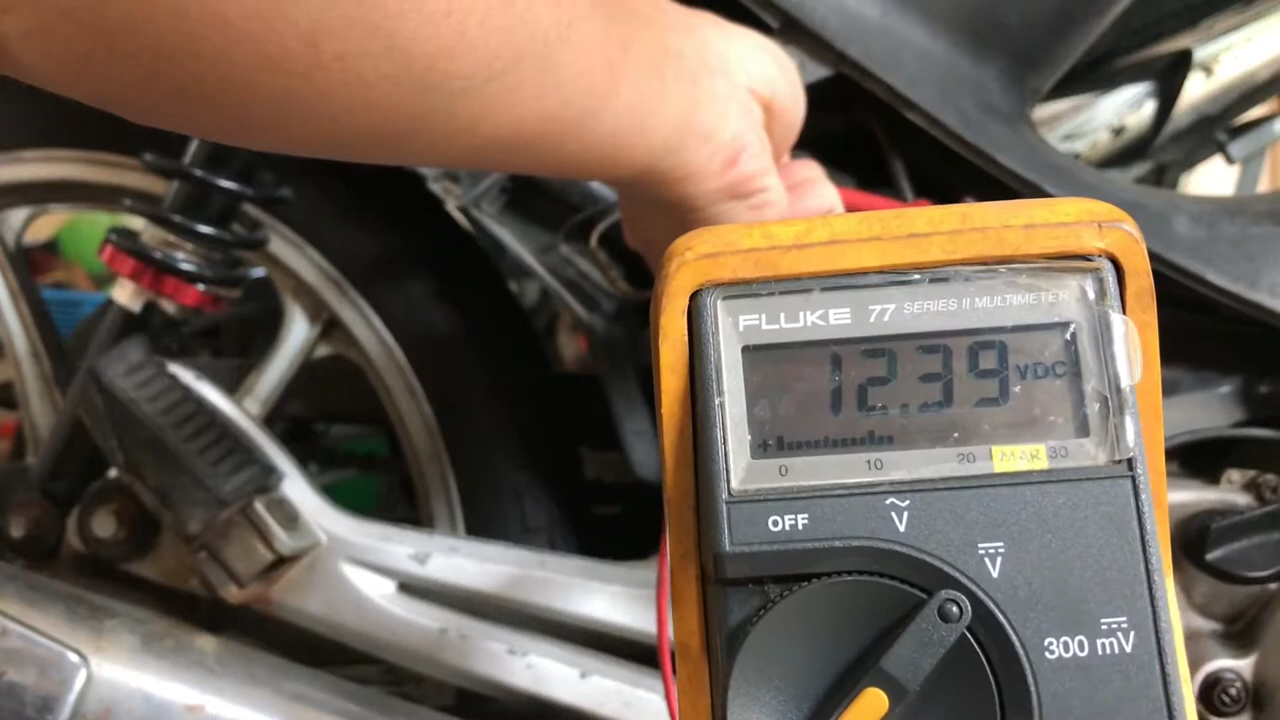 FLUKE 77 SERIES II MULTIMETER
12.39 VDC
0 10 20 MAR 30
OFF
Ṽ
V
300 mV